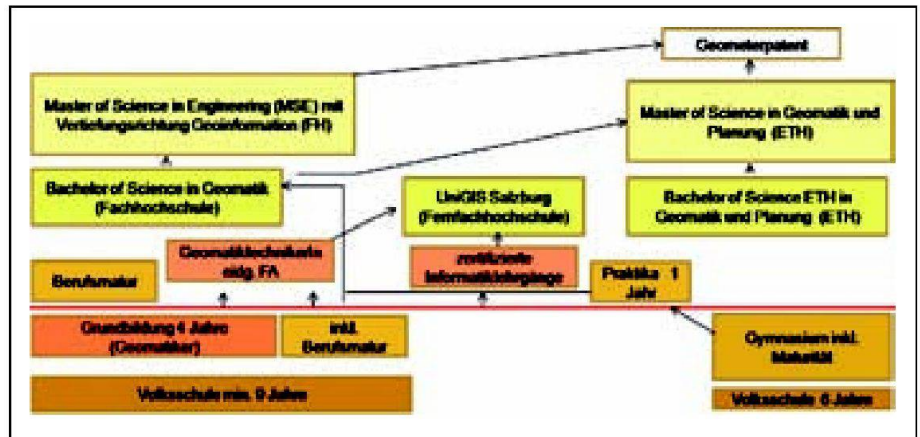 Geometerpatent
Master of Science in Engineering (MSE) mit
Vertiefungsrichtung Geoinformation (FH)
Master of Science in Geomatik und
Planung (ETH)
Bachelor of Science in Geomatik
(Fachhochschule)
UniGIS Salzburg
(Fernfachhochschule)
Bachelor of Science ETH in
Geomatik und Planung (ETH)
GeomatiktechnikerIn
eidg. FA
zertifizierte
Informatiklehrgänge
Berufsmatur
Praktika 1
Jahr
Grundbildung 4 Jahre
(Geomatiker)
inkl.
Berufsmatur
Gymnasium inkl.
Maturität
Volksschule min. 9 Jahre
Volksschule 6 Jahre